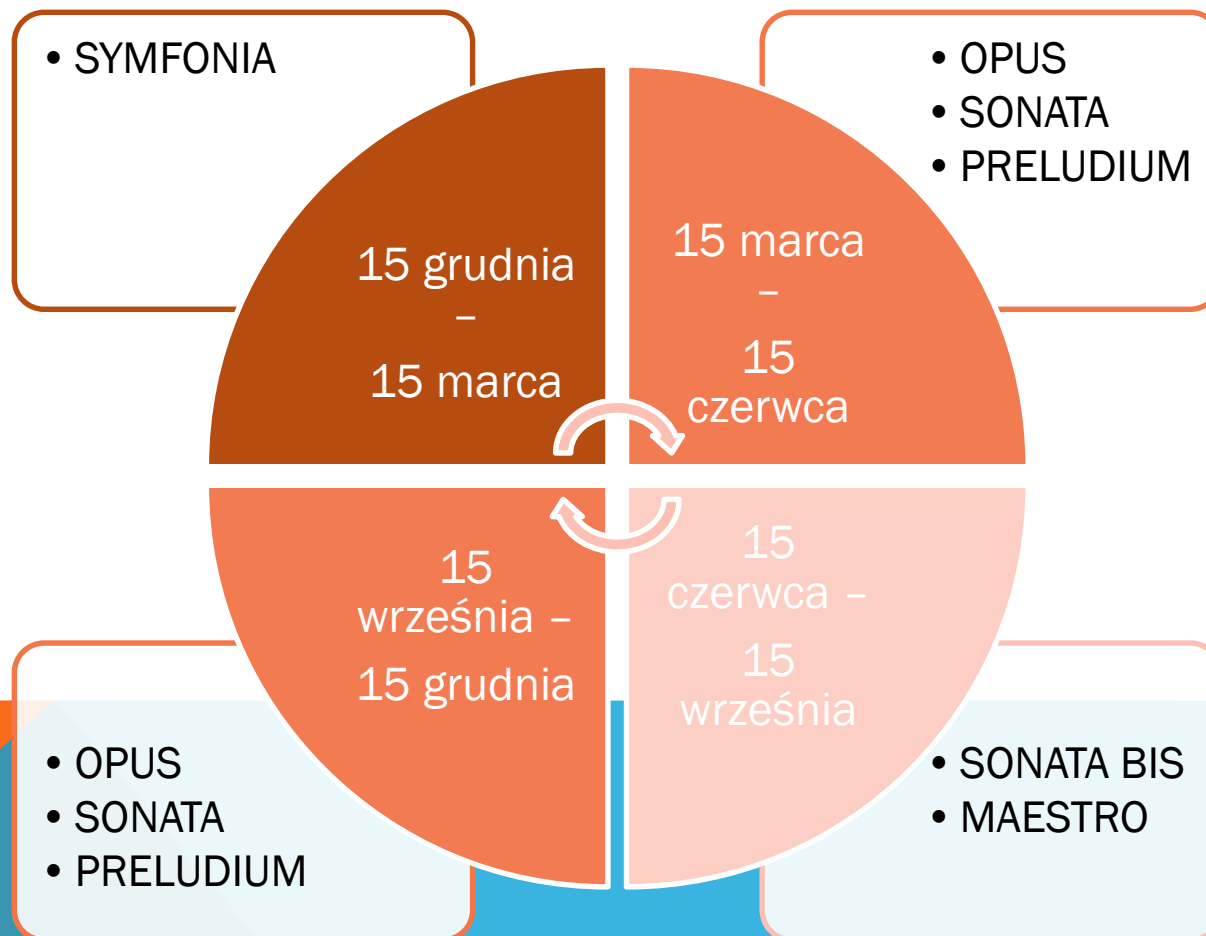 • SYMFONIA
15 grudnia
–
15 marca
• OPUS
• SONATA
• PRELUDIUM
15 marca
–
15
czerwca
15
czerwca –
15
września
• SONATA BIS
• MAESTRO
15
września –
15 grudnia
• OPUS
• SONATA
• PRELUDIUM